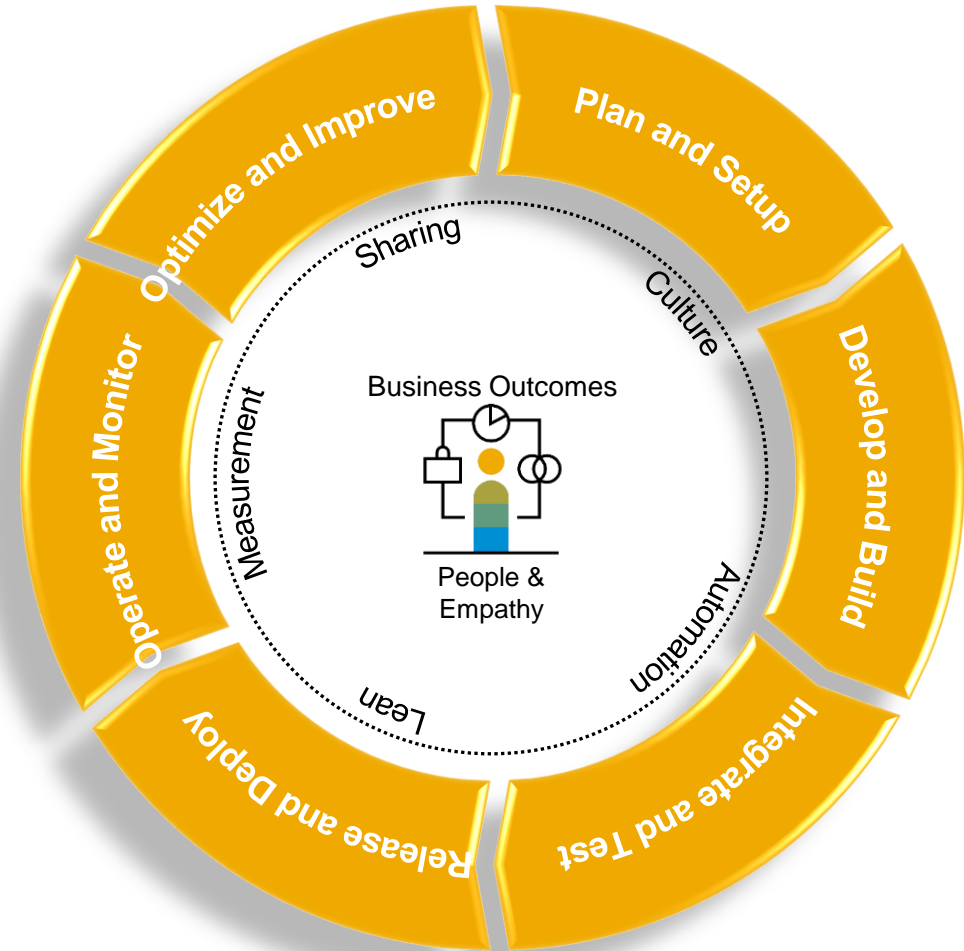 Plan and Setup
Develop and Build
Integrate and Test
Release and Deploy
Operate and Monitor
Optimize and Improve
Culture
Automation
Lean
Measurement
Sharing
Business Outcomes
People &
Empathy